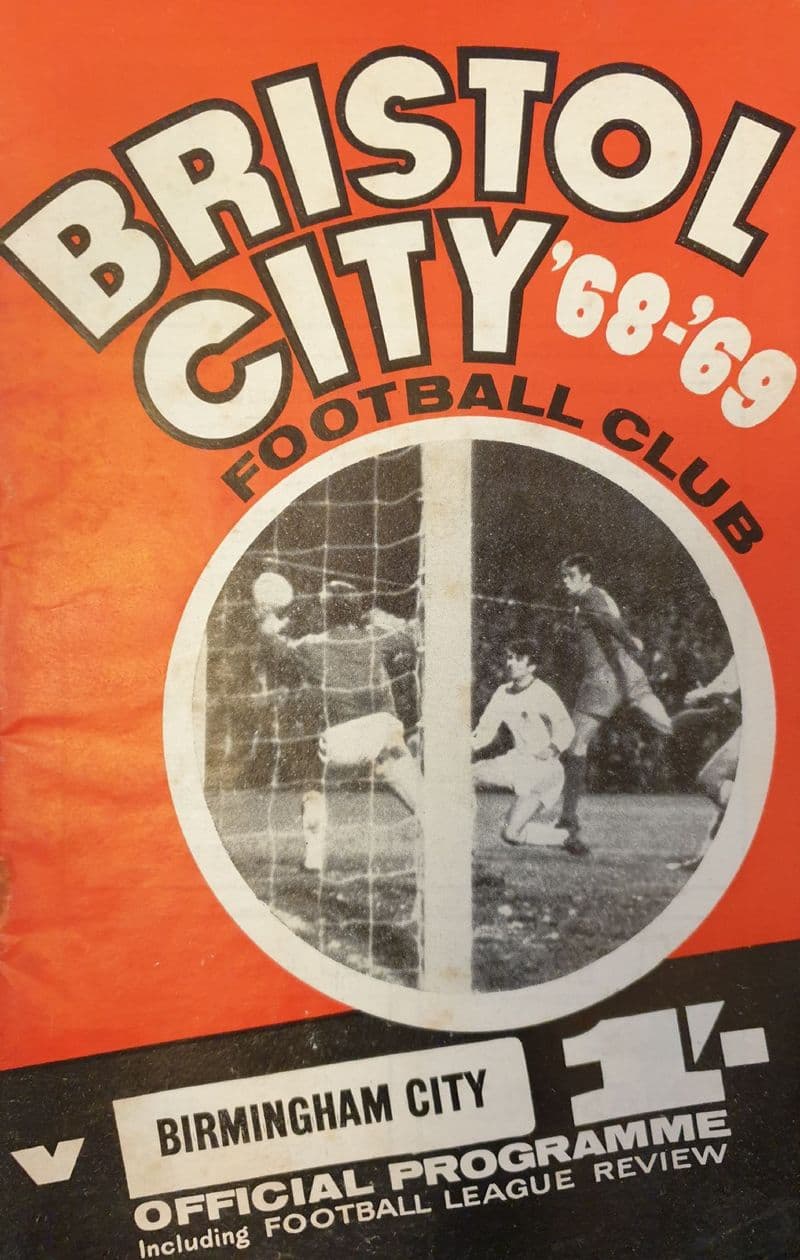 BRISTOL
CITY '68-'69
FOOTBALL CLUB
1/-
V BIRMINGHAM CITY
OFFICIAL PROGRAMME
Including FOOTBALL LEAGUE REVIEW